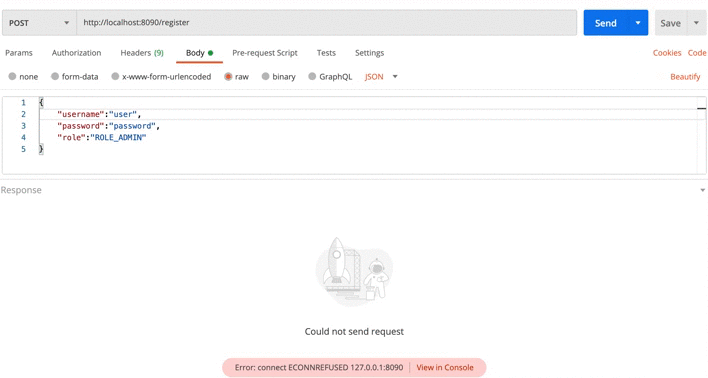 POST http://localhost:8090/register Send Save
Params Authorization Headers (9) Body Pre-request Script Tests Settings Cookies Code
none form-data x-www-form-urlencoded raw binary GraphQL JSON Beautify
1 {
2 "username":"user",
3 "password":"password",
4 "role":"ROLE_ADMIN"
5 }
Response
Could not send request
Error: connect ECONNREFUSED 127.0.0.1:8090 View in Console